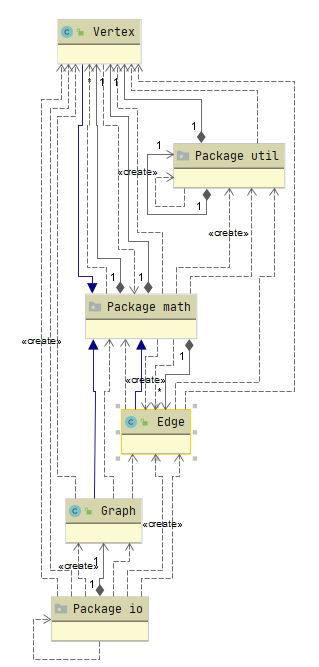 Vertex
* 1 1
1
Package util
«create»
1
«create»
1 1
Package math
«create»
1
«create»
*
Edge
Graph
«create»
«create»
1
1
Package io